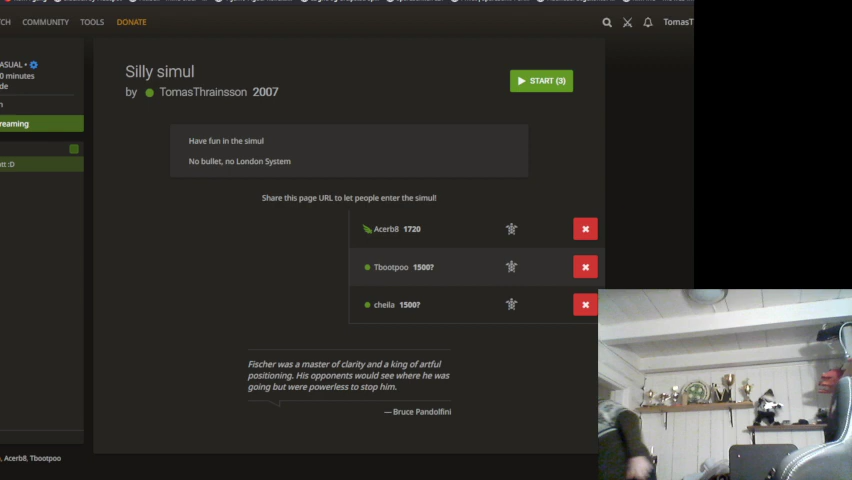 COMMUNITY TOOLS DONATE
TomasT
ASUAL •
0 minutes
de
reaming
tt :D
Silly simul
by TomasThrainsson 2007
START (3)
Have fun in the simul
No bullet, no London System
Share this page URL to let people enter the simul!
Acerb8 1720
Tbootpoo 1500?
cheila 1500?
Fischer was a master of clarity and a king of artful
positioning. His opponents would see where he was
going but were powerless to stop him.
— Bruce Pandolfini
, Acerb8, Tbootpoo